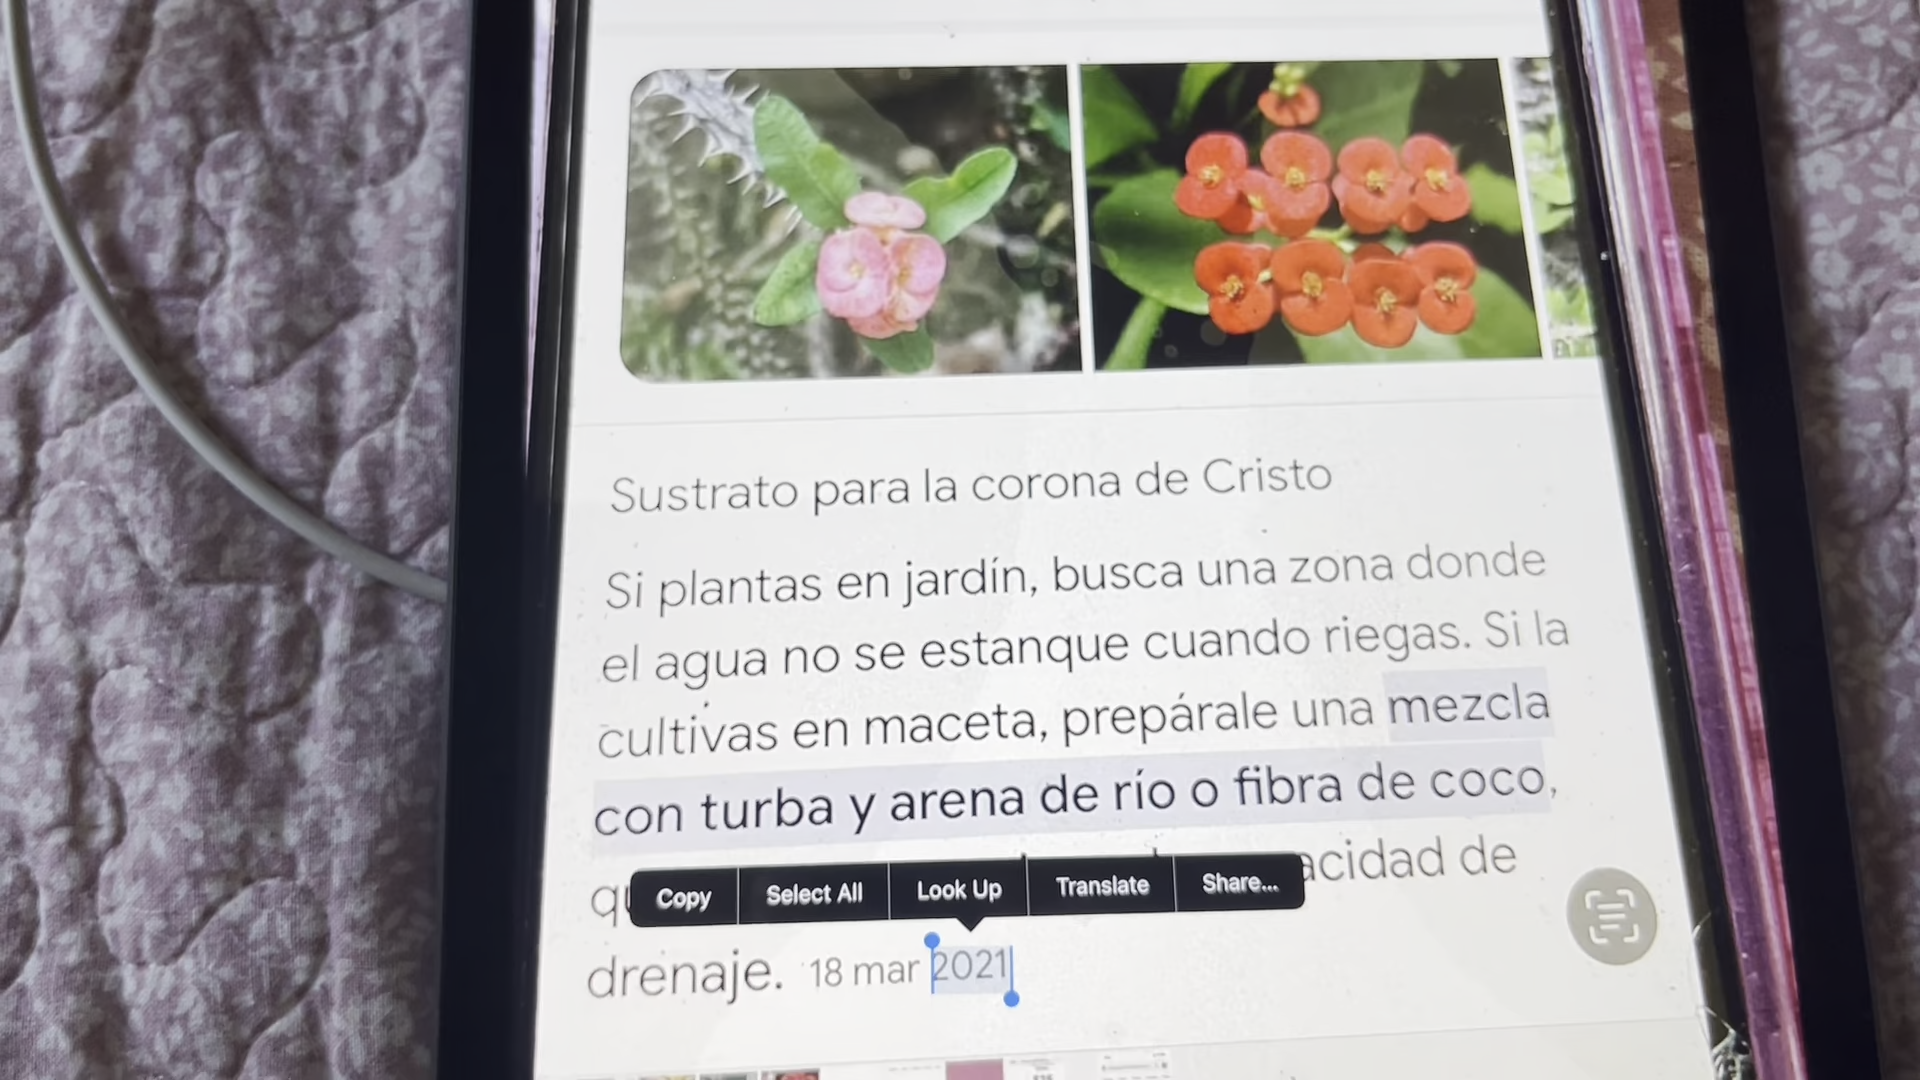 Sustrato para la corona de Cristo
Si plantas en jardín, busca una zona donde
el agua no se estanque cuando riegas. Si la
cultivas en maceta, prepárale una mezcla
con turba y arena de río o fibra de coco,
Copy Select All Look Up Translate Share...
de
drenaje. 18 mar 2021